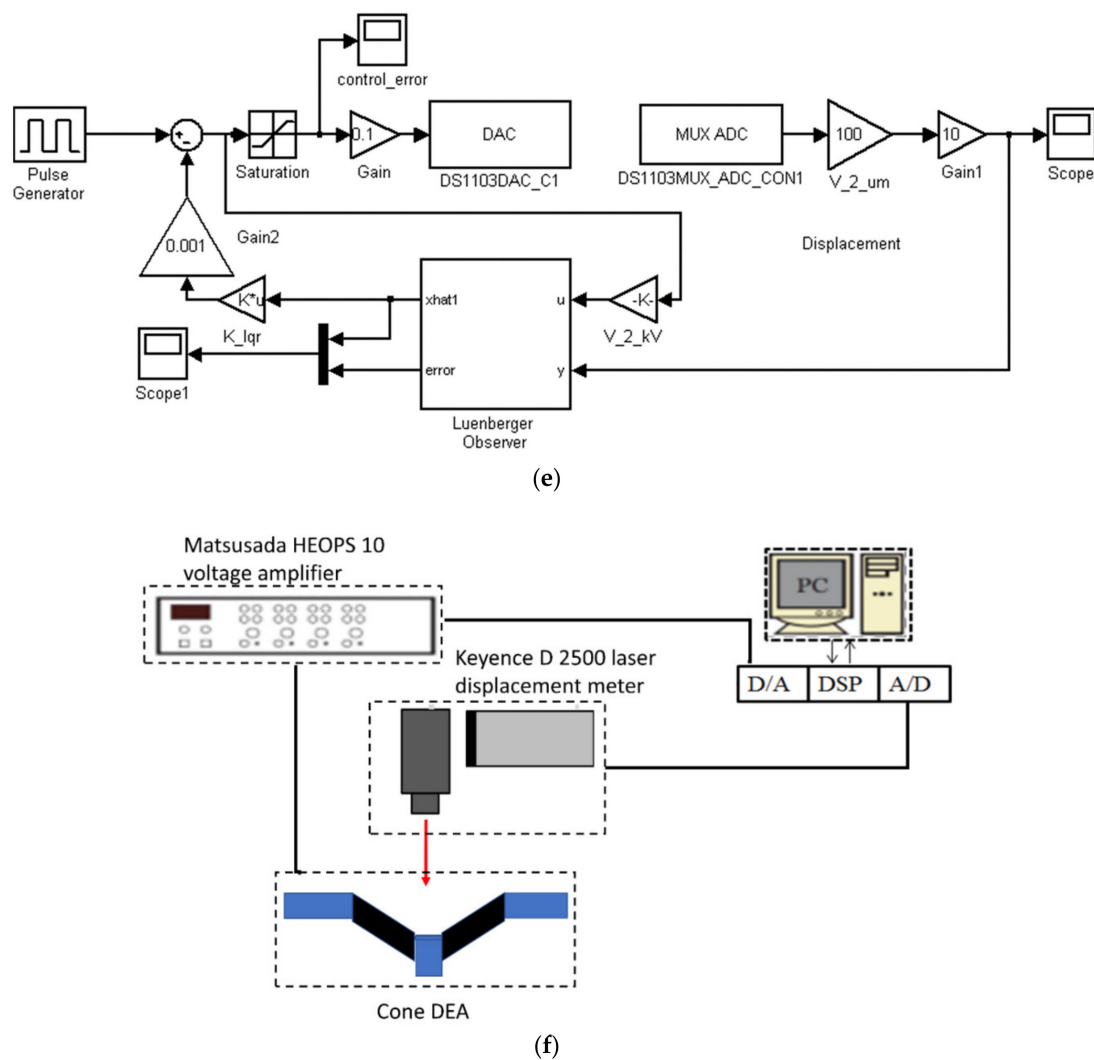 control_error
Pulse
Generator
+
-
Saturation
0.1
Gain
DAC
DS1103DAC_C1
MUX ADC
DS1103MUX_ADC_CON1
100
V_2_um
10
Gain1
Scope
0.001
Gain2
Displacement
K*u
K_lqr
xhat1
error
u
y
-K-
V_2_kV
Scope1
Luenberger
Observer
(e)
Matsusada HEOPS 10
voltage amplifier
PC
Keyence D 2500 laser
displacement meter
D/A
DSP
A/D
Cone DEA
(f)